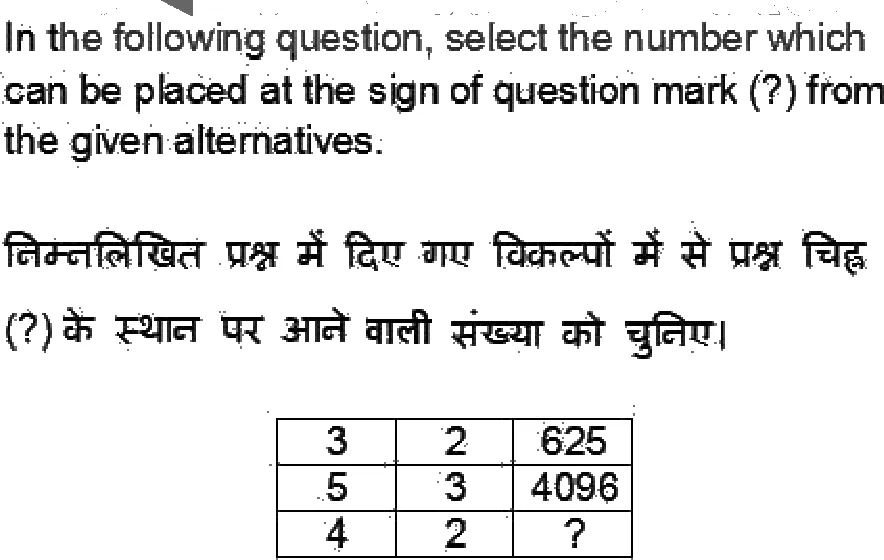 In the following question, select the number which
can be placed at the sign of question mark (?) from
the given alternatives.
निम्नलिखित प्रश्न में दिए गए विकल्पों में से प्रश्न चिह्न
(?) के स्थान पर आने वाली संख्या को चुनिए।
3 2 625
5 3 4096
4 2 ?